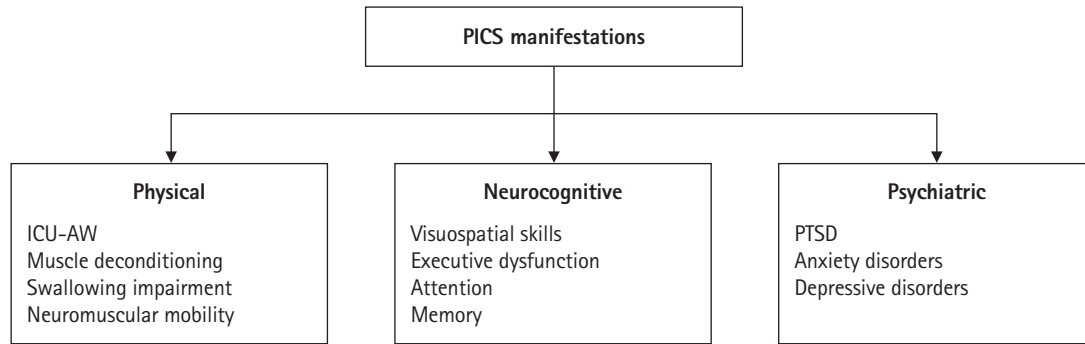 PICS manifestations
Physical
ICU-AW
Muscle deconditioning
Swallowing impairment
Neuromuscular mobility
Neurocognitive
Visuospatial skills
Executive dysfunction
Attention
Memory
Psychiatric
PTSD
Anxiety disorders
Depressive disorders